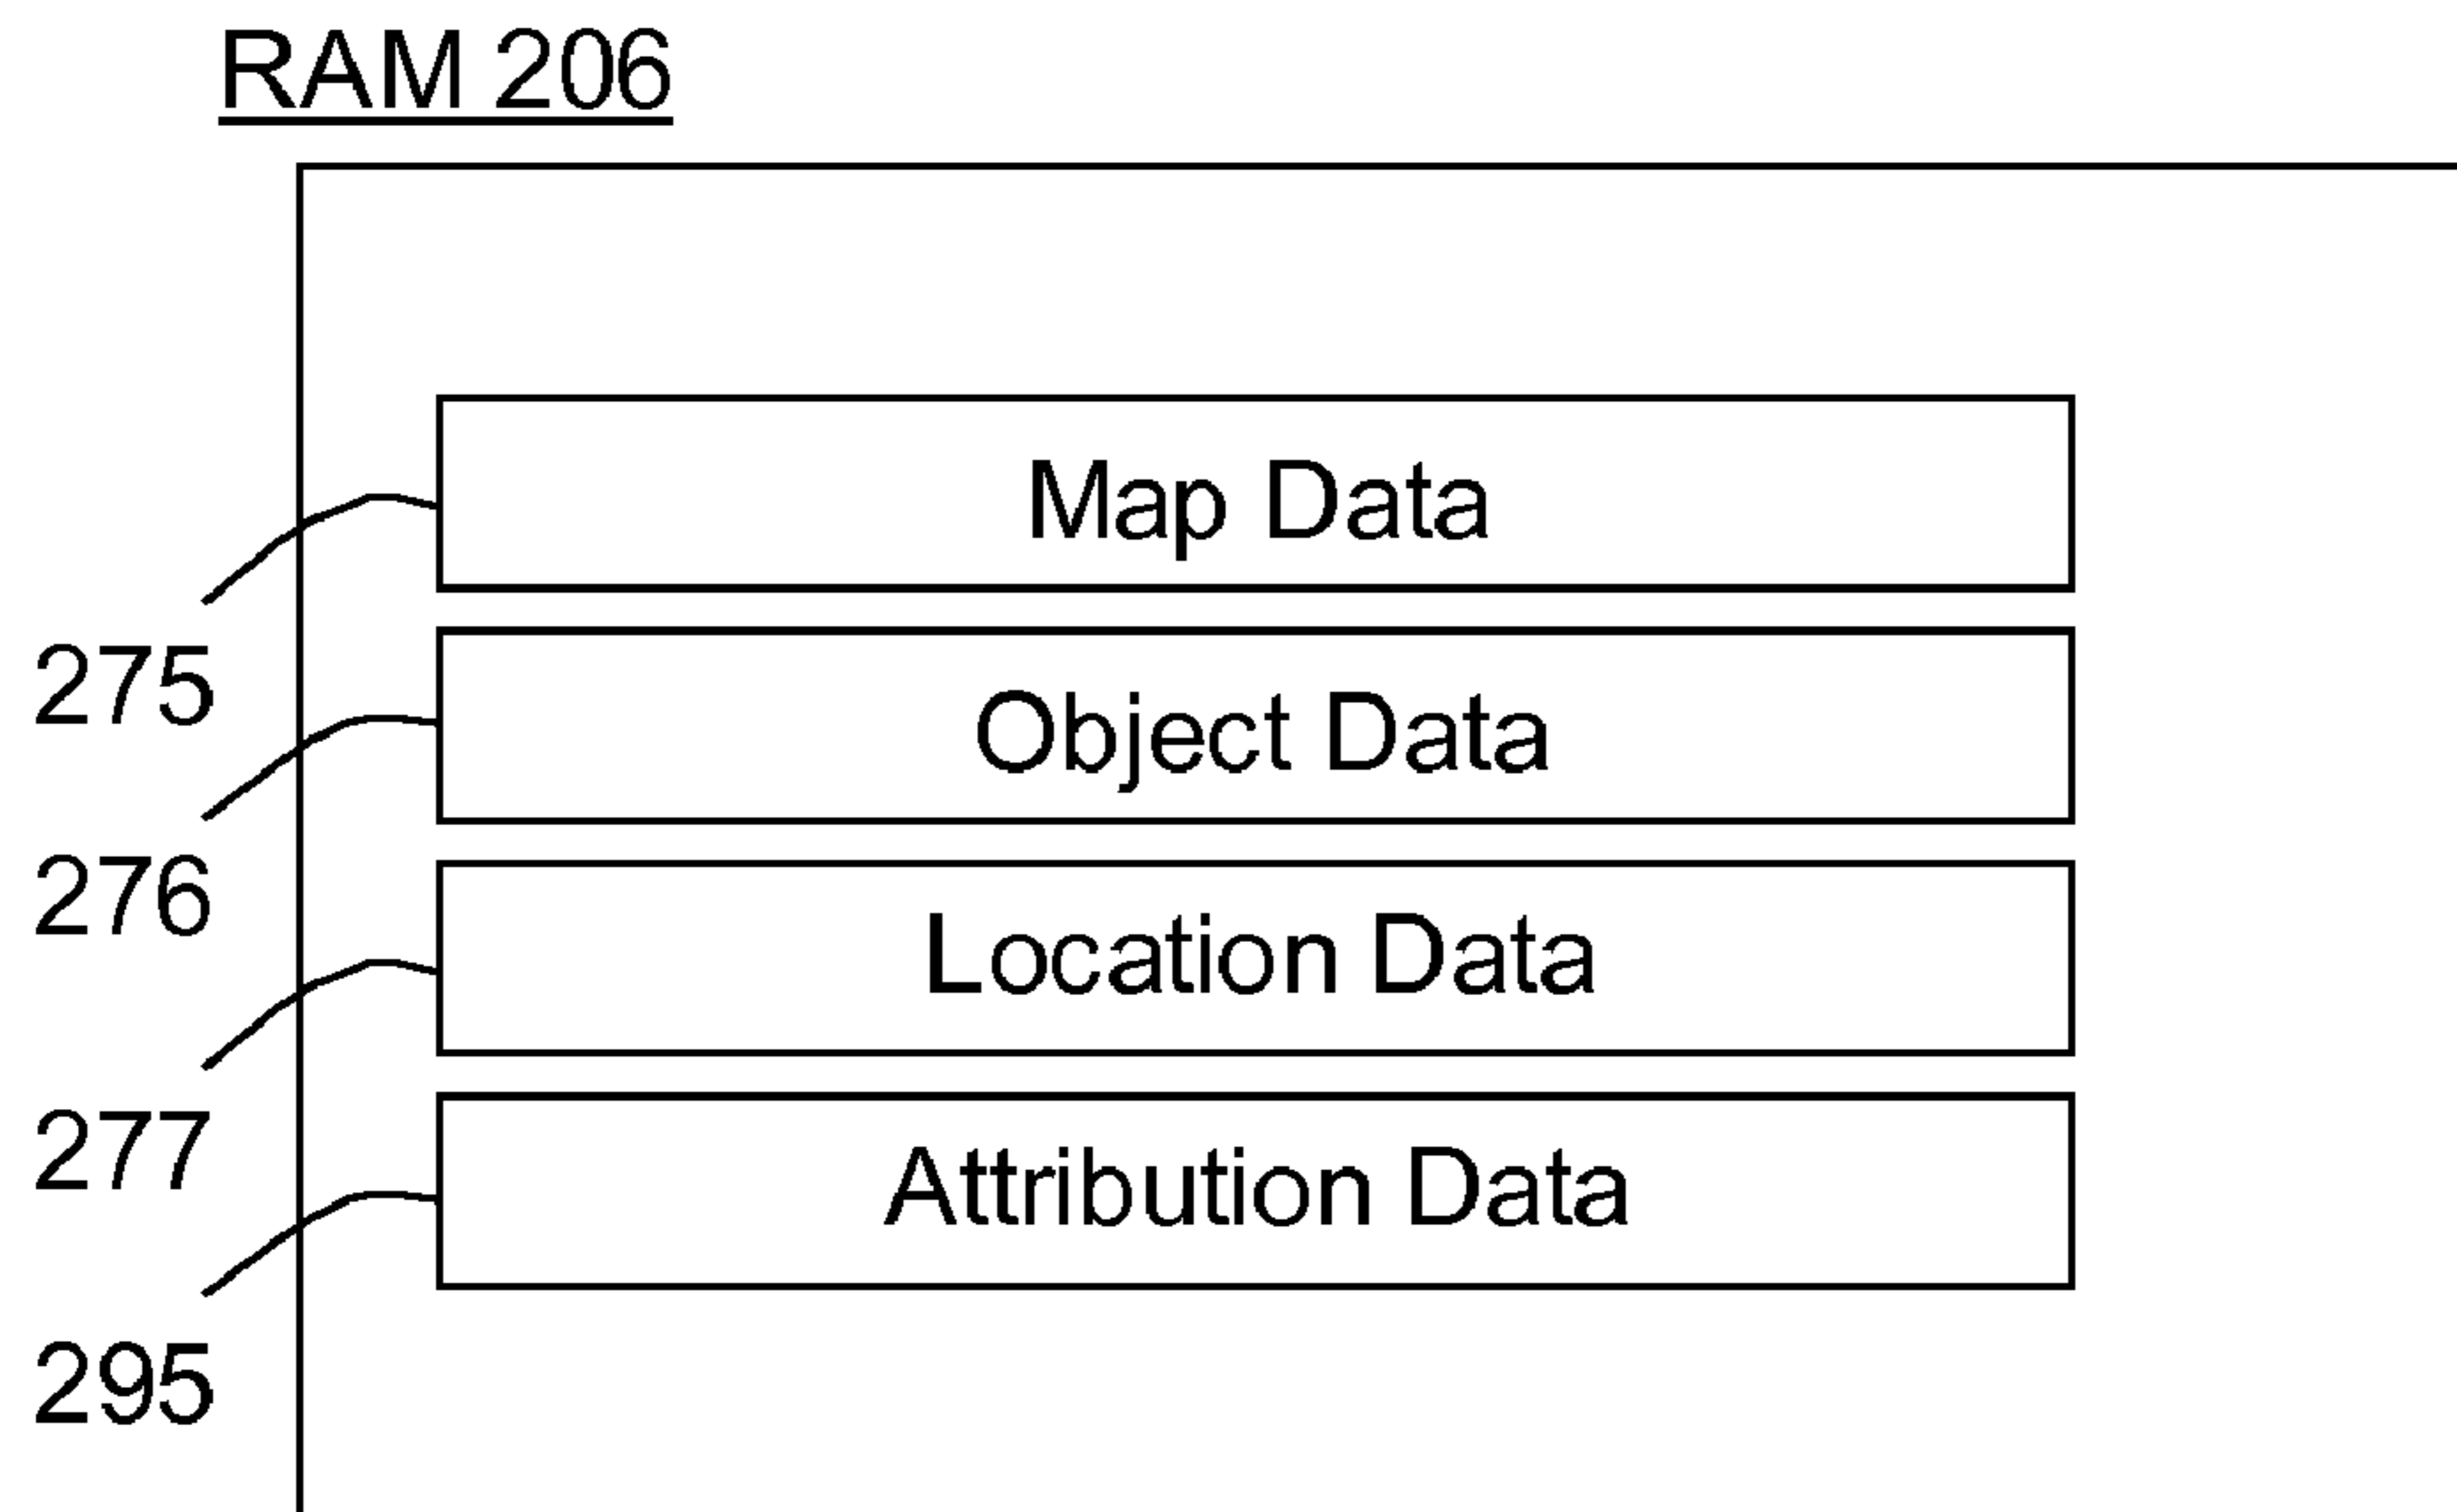 RAM 206
Map Data
275
Object Data
276
Location Data
277
Attribution Data
295